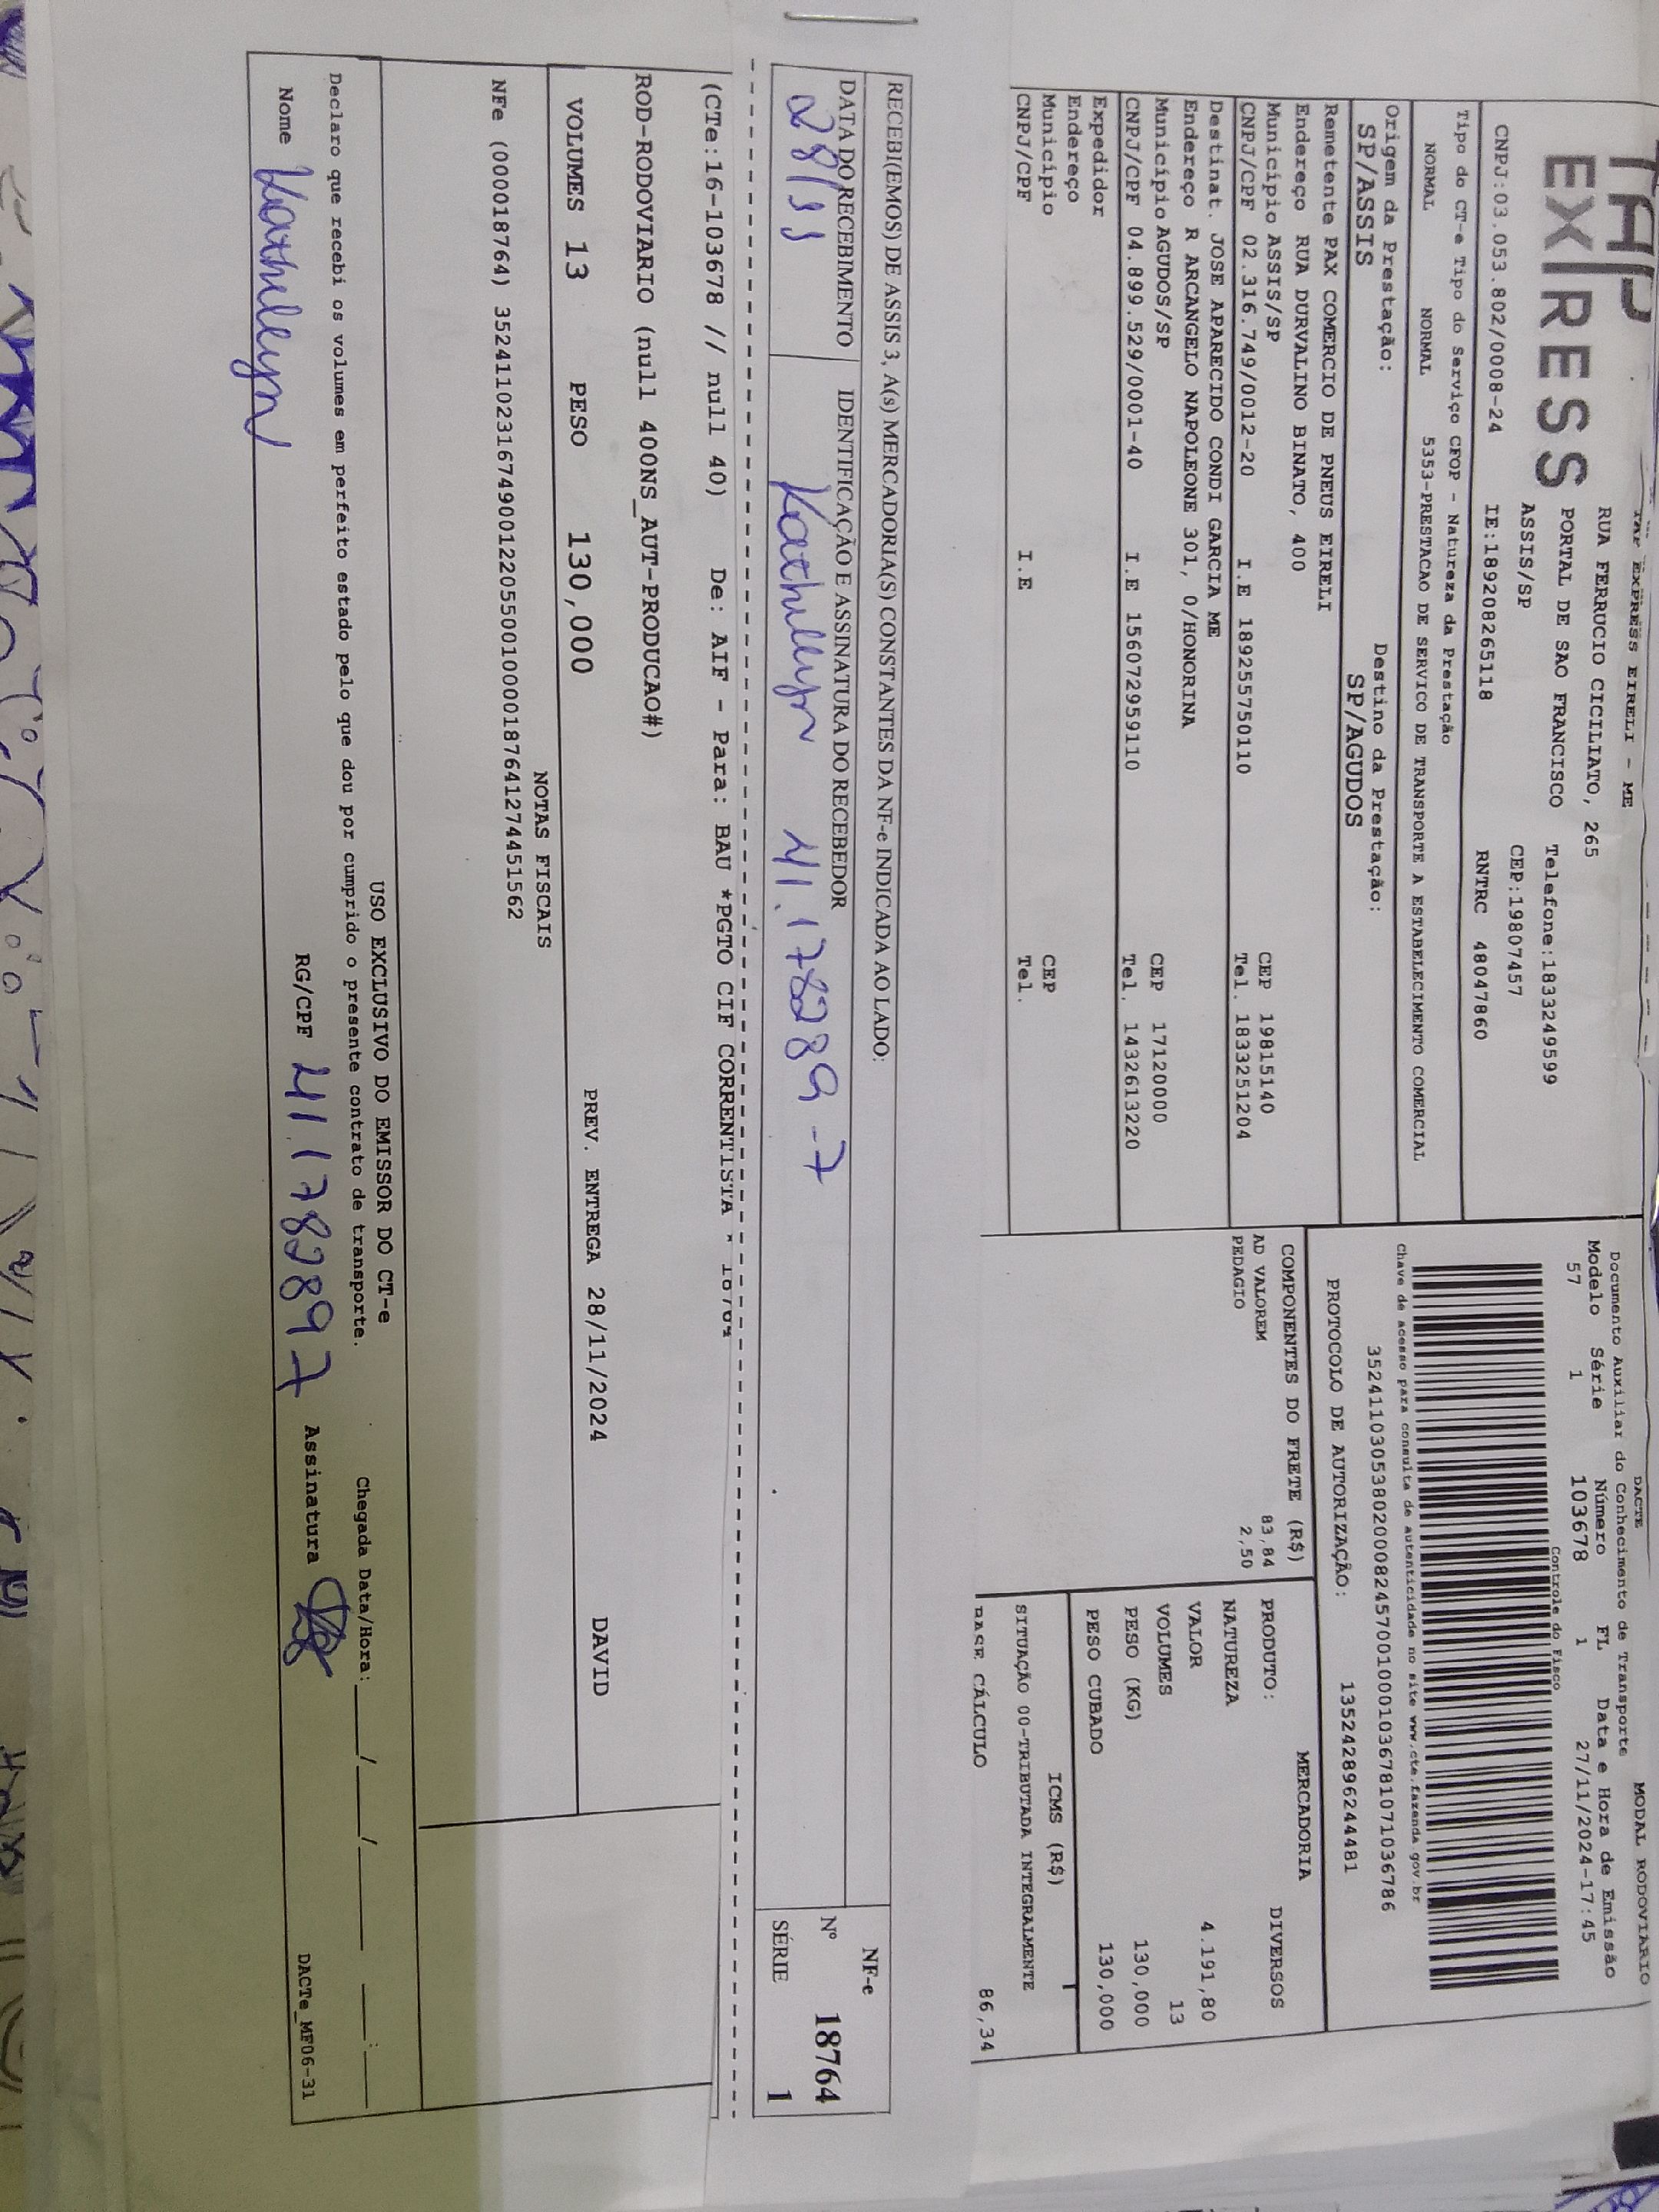 TAP EXPRESS EIRELI - ME
TAP
EXPRESS
RUA FERRUCIO CICILIATO, 265
PORTAL DE SAO FRANCISCO Telefone:1833249599
ASSIS/SP CEP:19807457
CNPJ:03.053.802/0008-24 IE:189208265118 RNTRC 48047860
Tipo do CT-e Tipo do Serviço CFOP - Natureza da Prestação
NORMAL NORMAL 5353-PRESTACAO DE SERVICO DE TRANSPORTE A ESTABELECIMENTO COMERCIAL
Origem da Prestação: Destino da Prestação:
SP/ASSIS SP/AGUDOS
Remetente PAX COMERCIO DE PNEUS EIRELI
Endereço RUA DURVALINO BINATO, 400
Município ASSIS/SP CEP 19815140
CNPJ/CPF 02.316.749/0012-20 I.E 189255750110 Tel. 1833251204
Destinat. JOSE APARECIDO CONDI GARCIA ME
Endereço R ARCANGELO NAPOLEONE 301, 0/HONORINA
Município AGUDOS/SP CEP 17120000
CNPJ/CPF 04.899.529/0001-40 I.E 156072959110 Tel. 1432613220
Expedidor
Endereço
Município CEP
CNPJ/CPF I.E Tel.
DACTE MODAL RODOVIARIO
Documento Auxiliar do Conhecimento de Transporte
Modelo Série Número FL Data e Hora de Emissão
57 1 103678 1 27/11/2024-17:45
Controle do Fisco
Chave de acesso para consulta de autenticidade no site www.cte.fazenda.gov.br
35241103053802000824570010001036781071036786
PROTOCOLO DE AUTORIZAÇÃO: 135242896244481
COMPONENTES DO FRETE (R$)
AD VALOREM 83,84
PEDAGIO 2,50
MERCADORIA
PRODUTO: DIVERSOS
NATUREZA
VALOR 4.191,80
VOLUMES 13
PESO (KG) 130,000
PESO CUBADO 130,000
ICMS (R$)
SITUAÇÃO 00-TRIBUTADA INTEGRALMENTE
BASE CÁLCULO 86,34
RECEBI(EMOS) DE ASSIS 3, A(s) MERCADORIA(S) CONSTANTES DA NF-e INDICADA AO LADO:
DATA DO RECEBIMENTO IDENTIFICAÇÃO E ASSINATURA DO RECEBEDOR
28/11 Kathulleyn 41.178289-7
NF-e
Nº 18764
SÉRIE 1
(CTe:16-103678 // null 40) De: AIF - Para: BAU *PGTO CIF CORRENTISTA * 18764
ROD-RODOVIARIO (null 400NS_AUT-PRODUCAO#)
VOLUMES 13 PESO 130,000 PREV. ENTREGA 28/11/2024 DAVID
NOTAS FISCAIS
NFe (000018764) 35241102316749001220550010000187641274451562
USO EXCLUSIVO DO EMISSOR DO CT-e
Declaro que recebi os volumes em perfeito estado pelo que dou por cumprido o presente contrato de transporte. Chegada Data/Hora: ___/___/_____ ___:___
Nome Kathulleyn RG/CPF 41.1782897 Assinatura DACTe_MF06-31